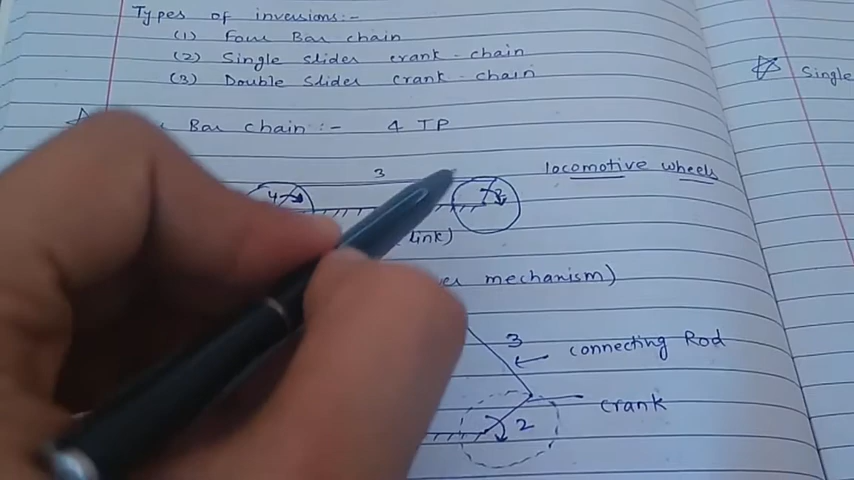 Types of inversions:-
(1) Four Bar chain
(2) Single slider crank-chain
(3) Double Slider crank-chain
Single
Bar chain:- 4 TP
3
locomotive wheels
4 2
link)
mechanism)
3
connecting Rod
crank
2